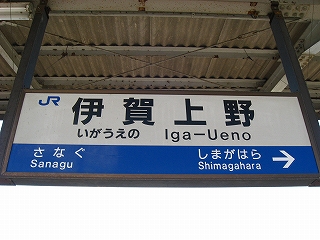 JR 伊賀上野
いがうえの Iga-Ueno
さなぐ しまがはら
Sanagu Shimagahara